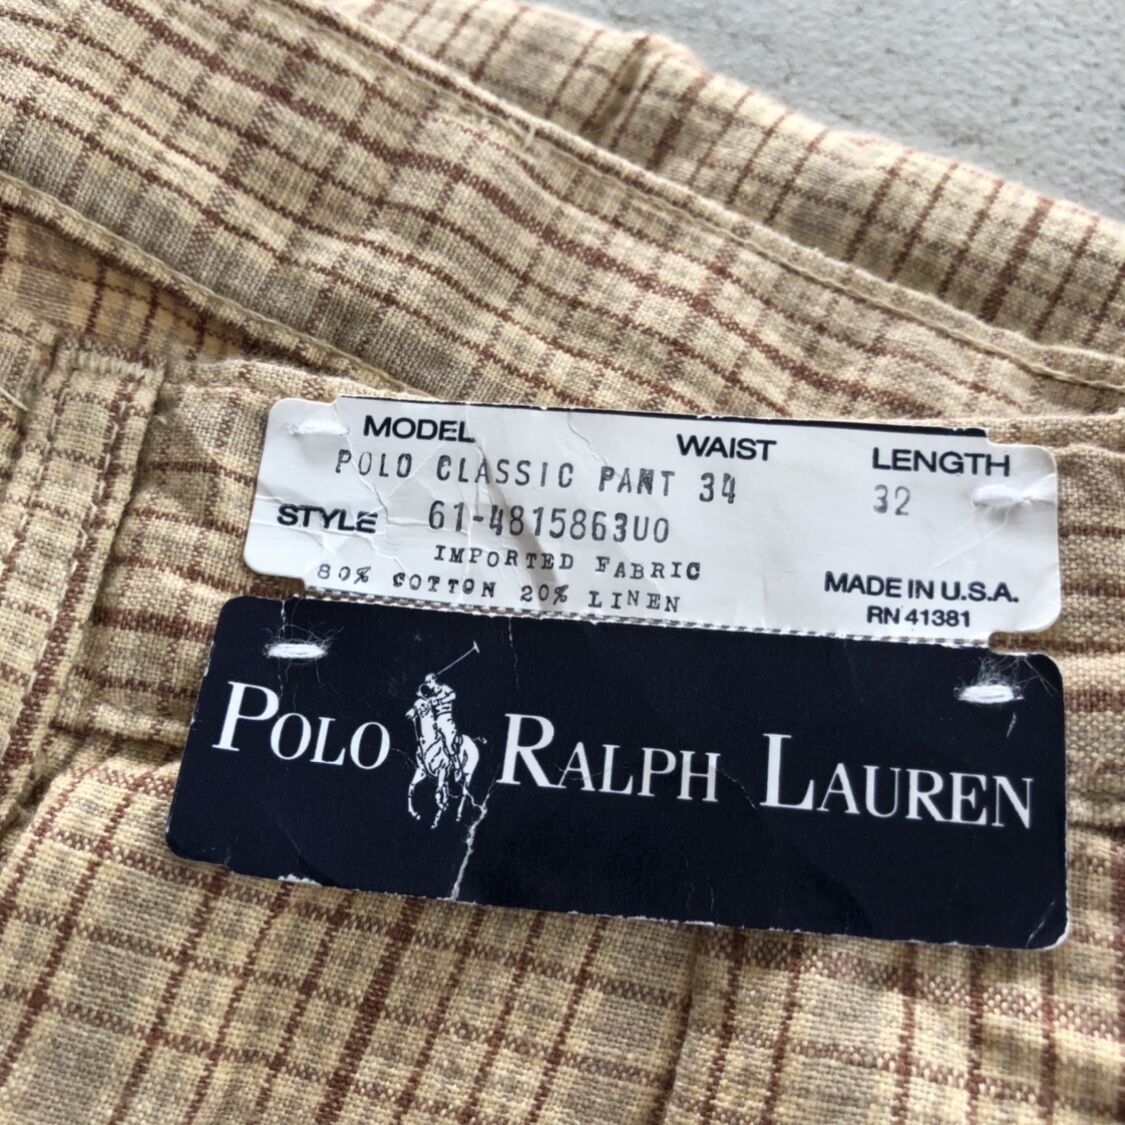 MODEL WAIST LENGTH
POLO CLASSIC PANT 34 32
STYLE 61-4815863UO
IMPORTED FABRIC
80% COTTON 20% LINEN MADE IN U.S.A.
RN 41381
POLO RALPH LAUREN